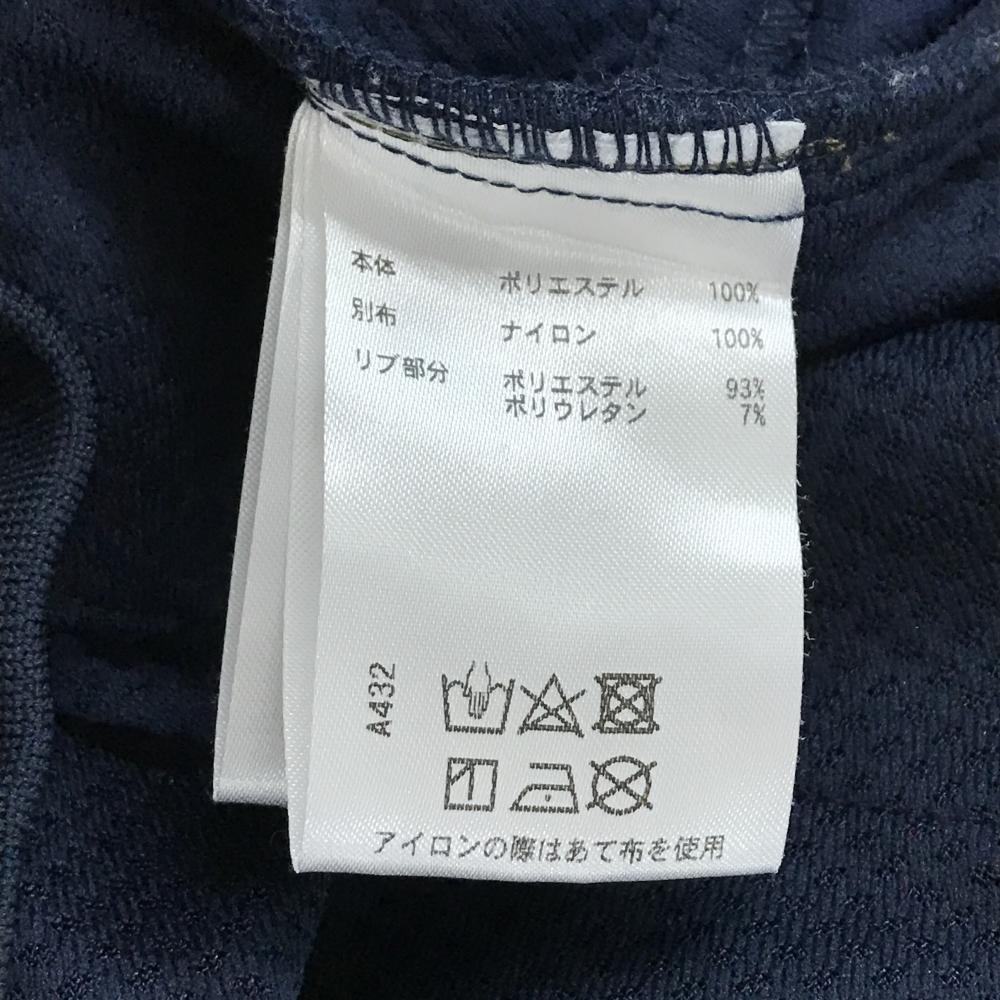 本体 ポリエステル 100%
別布 ナイロン 100%
リブ部分 ポリエステル 93%
ポリウレタン 7%
A432
アイロンの際はあて布を使用